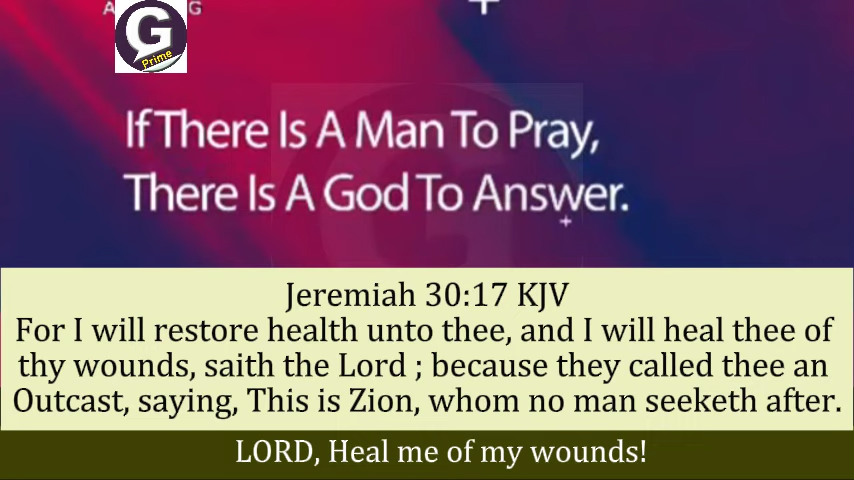 G
Prime
If There Is A Man To Pray,
There Is A God To Answer.
Jeremiah 30:17 KJV
For I will restore health unto thee, and I will heal thee of
thy wounds, saith the Lord ; because they called thee an
Outcast, saying, This is Zion, whom no man seeketh after.
LORD, Heal me of my wounds!